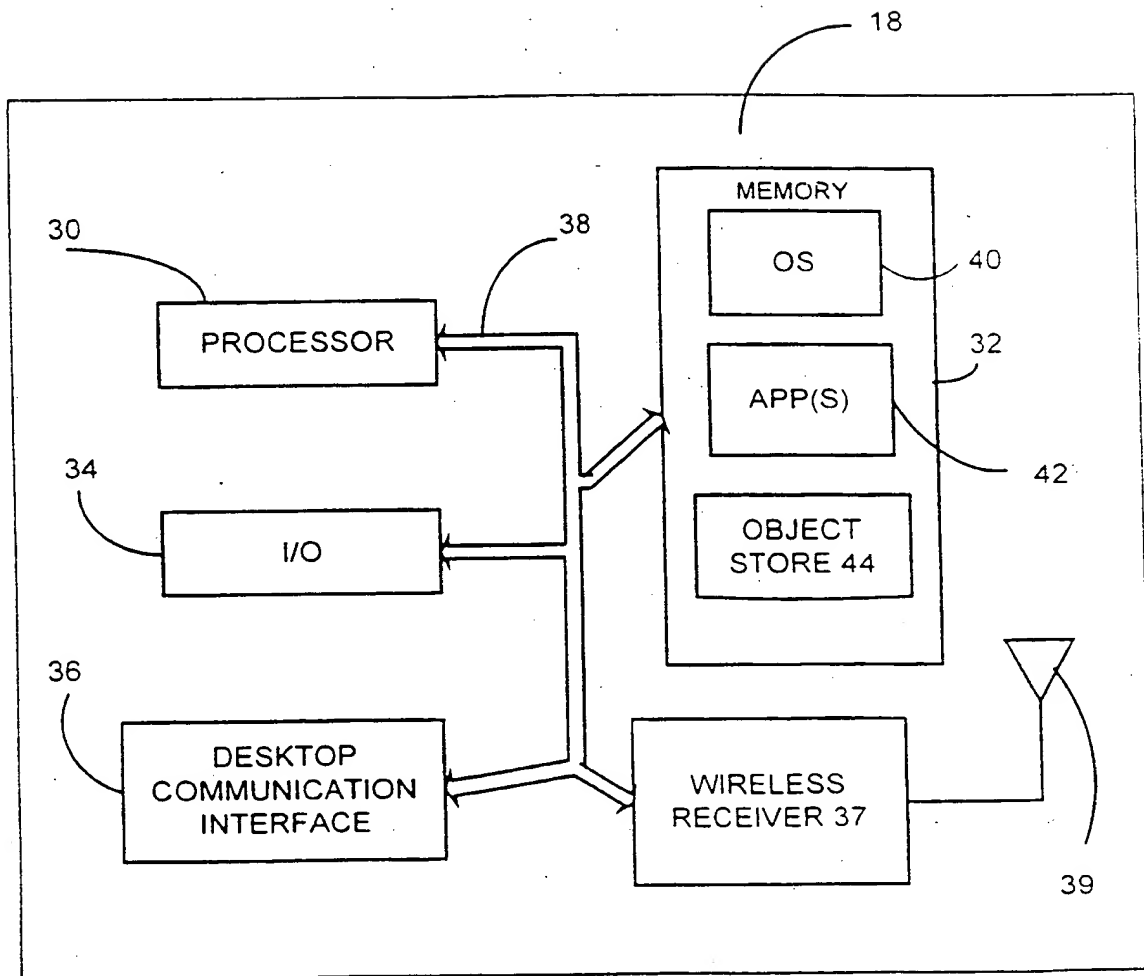 18
MEMORY
30
38
OS
40
PROCESSOR
32
APP(S)
34
42
I/O
OBJECT
STORE 44
36
DESKTOP
COMMUNICATION
INTERFACE
WIRELESS
RECEIVER 37
39